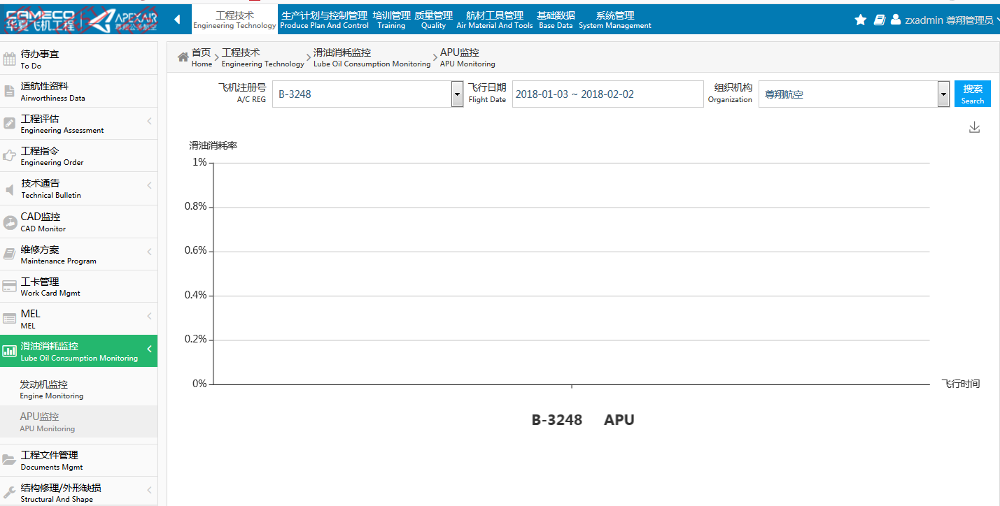 CAMECO
华夏飞机工程
APEXAIR
工程技术
Engineering Technology
生产计划与控制管理
Produce Plan And Control
培训管理
Training
质量管理
Quality
航材工具管理
Air Material And Tools
基础数据
Base Data
系统管理
System Management
zxadmin 尊翔管理员
待办事宜
To Do
适航性资料
Airworthiness Data
工程评估
Engineering Assessment
工程指令
Engineering Order
技术通告
Technical Bulletin
CAD监控
CAD Monitor
维修方案
Maintenance Program
工卡管理
Work Card Mgmt
MEL
MEL
滑油消耗监控
Lube Oil Consumption Monitoring
发动机监控
Engine Monitoring
APU监控
APU Monitoring
工程文件管理
Documents Mgmt
结构修理/外形缺损
Structural And Shape
首页
Home
工程技术
Engineering Technology
滑油消耗监控
Lube Oil Consumption Monitoring
APU监控
APU Monitoring
飞机注册号
A/C REG
B-3248
飞行日期
Flight Date
2018-01-03 ~ 2018-02-02
组织机构
Organization
尊翔航空
搜索
Search
滑油消耗率
1%
0.8%
0.6%
0.4%
0.2%
0%
飞行时间
B-3248 APU